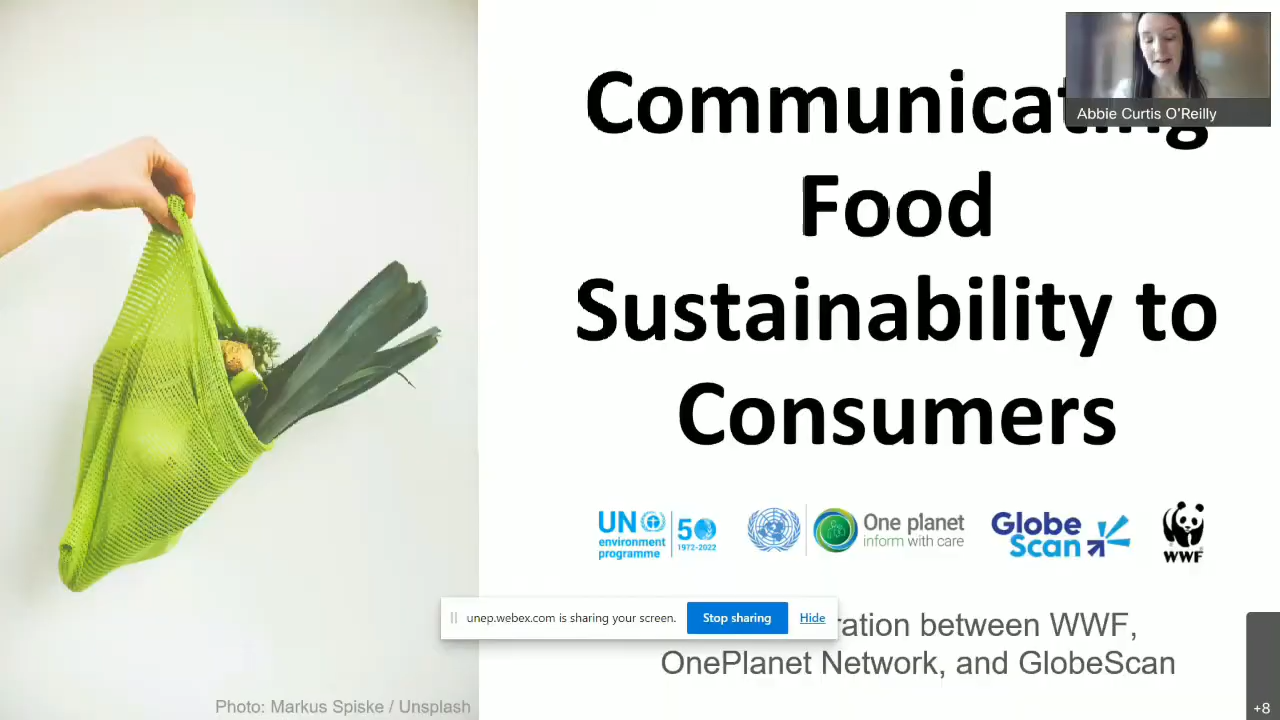 Communicating
Food
Sustainability to
Consumers
Abbie Curtis O'Reilly
UN
environment
programme
50
1972-2022
One planet
inform with care
Globe
Scan
WWF
unep.webex.com is sharing your screen.
Stop sharing
Hide
ration between WWF,
OnePlanet Network, and GlobeScan
Photo: Markus Spiske / Unsplash
+8